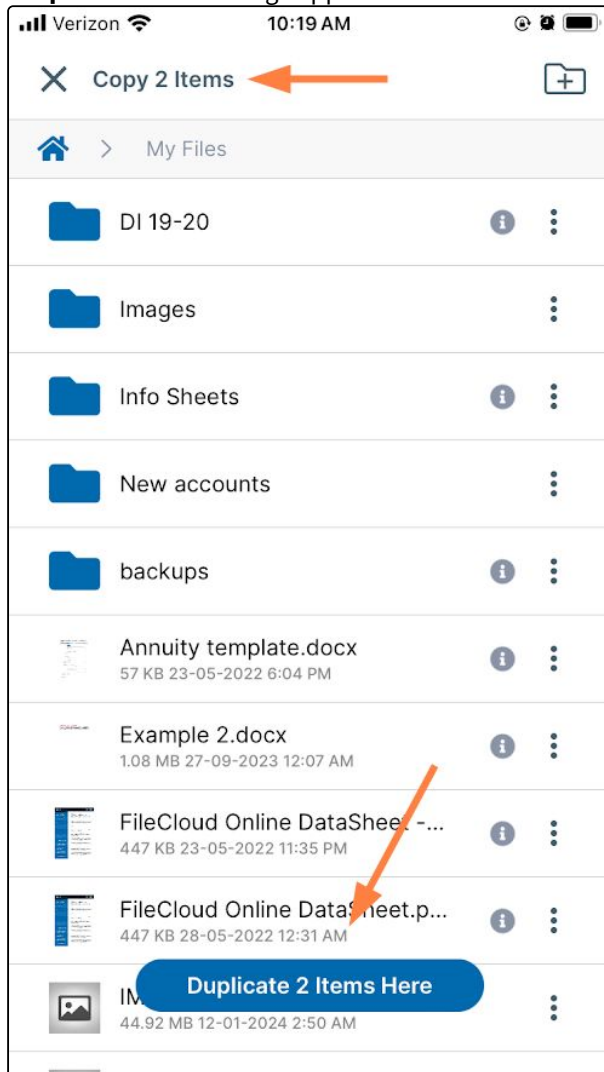 Verizon 10:19 AM
Copy 2 Items
> My Files
DI 19-20
Images
Info Sheets
New accounts
backups
Annuity template.docx
57 KB 23-05-2022 6:04 PM
Example 2.docx
1.08 MB 27-09-2023 12:07 AM
FileCloud Online DataSheet -...
447 KB 23-05-2022 11:35 PM
FileCloud Online DataSheet.p...
447 KB 28-05-2022 12:31 AM
Duplicate 2 Items Here
44.92 MB 12-01-2024 2:50 AM